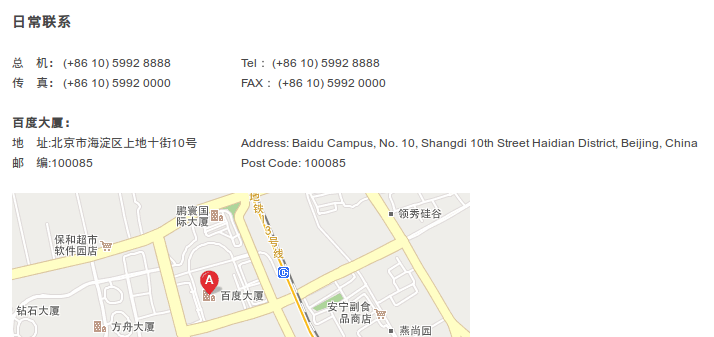 日常联系
总 机： (+86 10) 5992 8888 Tel ： (+86 10) 5992 8888
传 真： (+86 10) 5992 0000 FAX ： (+86 10) 5992 0000
百度大厦：
地 址:北京市海淀区上地十街10号 Address: Baidu Campus, No. 10, Shangdi 10th Street Haidian District, Beijing, China
邮 编:100085 Post Code: 100085
地铁13号线
鹏寰国
际大厦
领秀硅谷
保和超市
软件园店
A
百度大厦
钻石大厦
方舟大厦
安宁副食
品商店
燕尚园